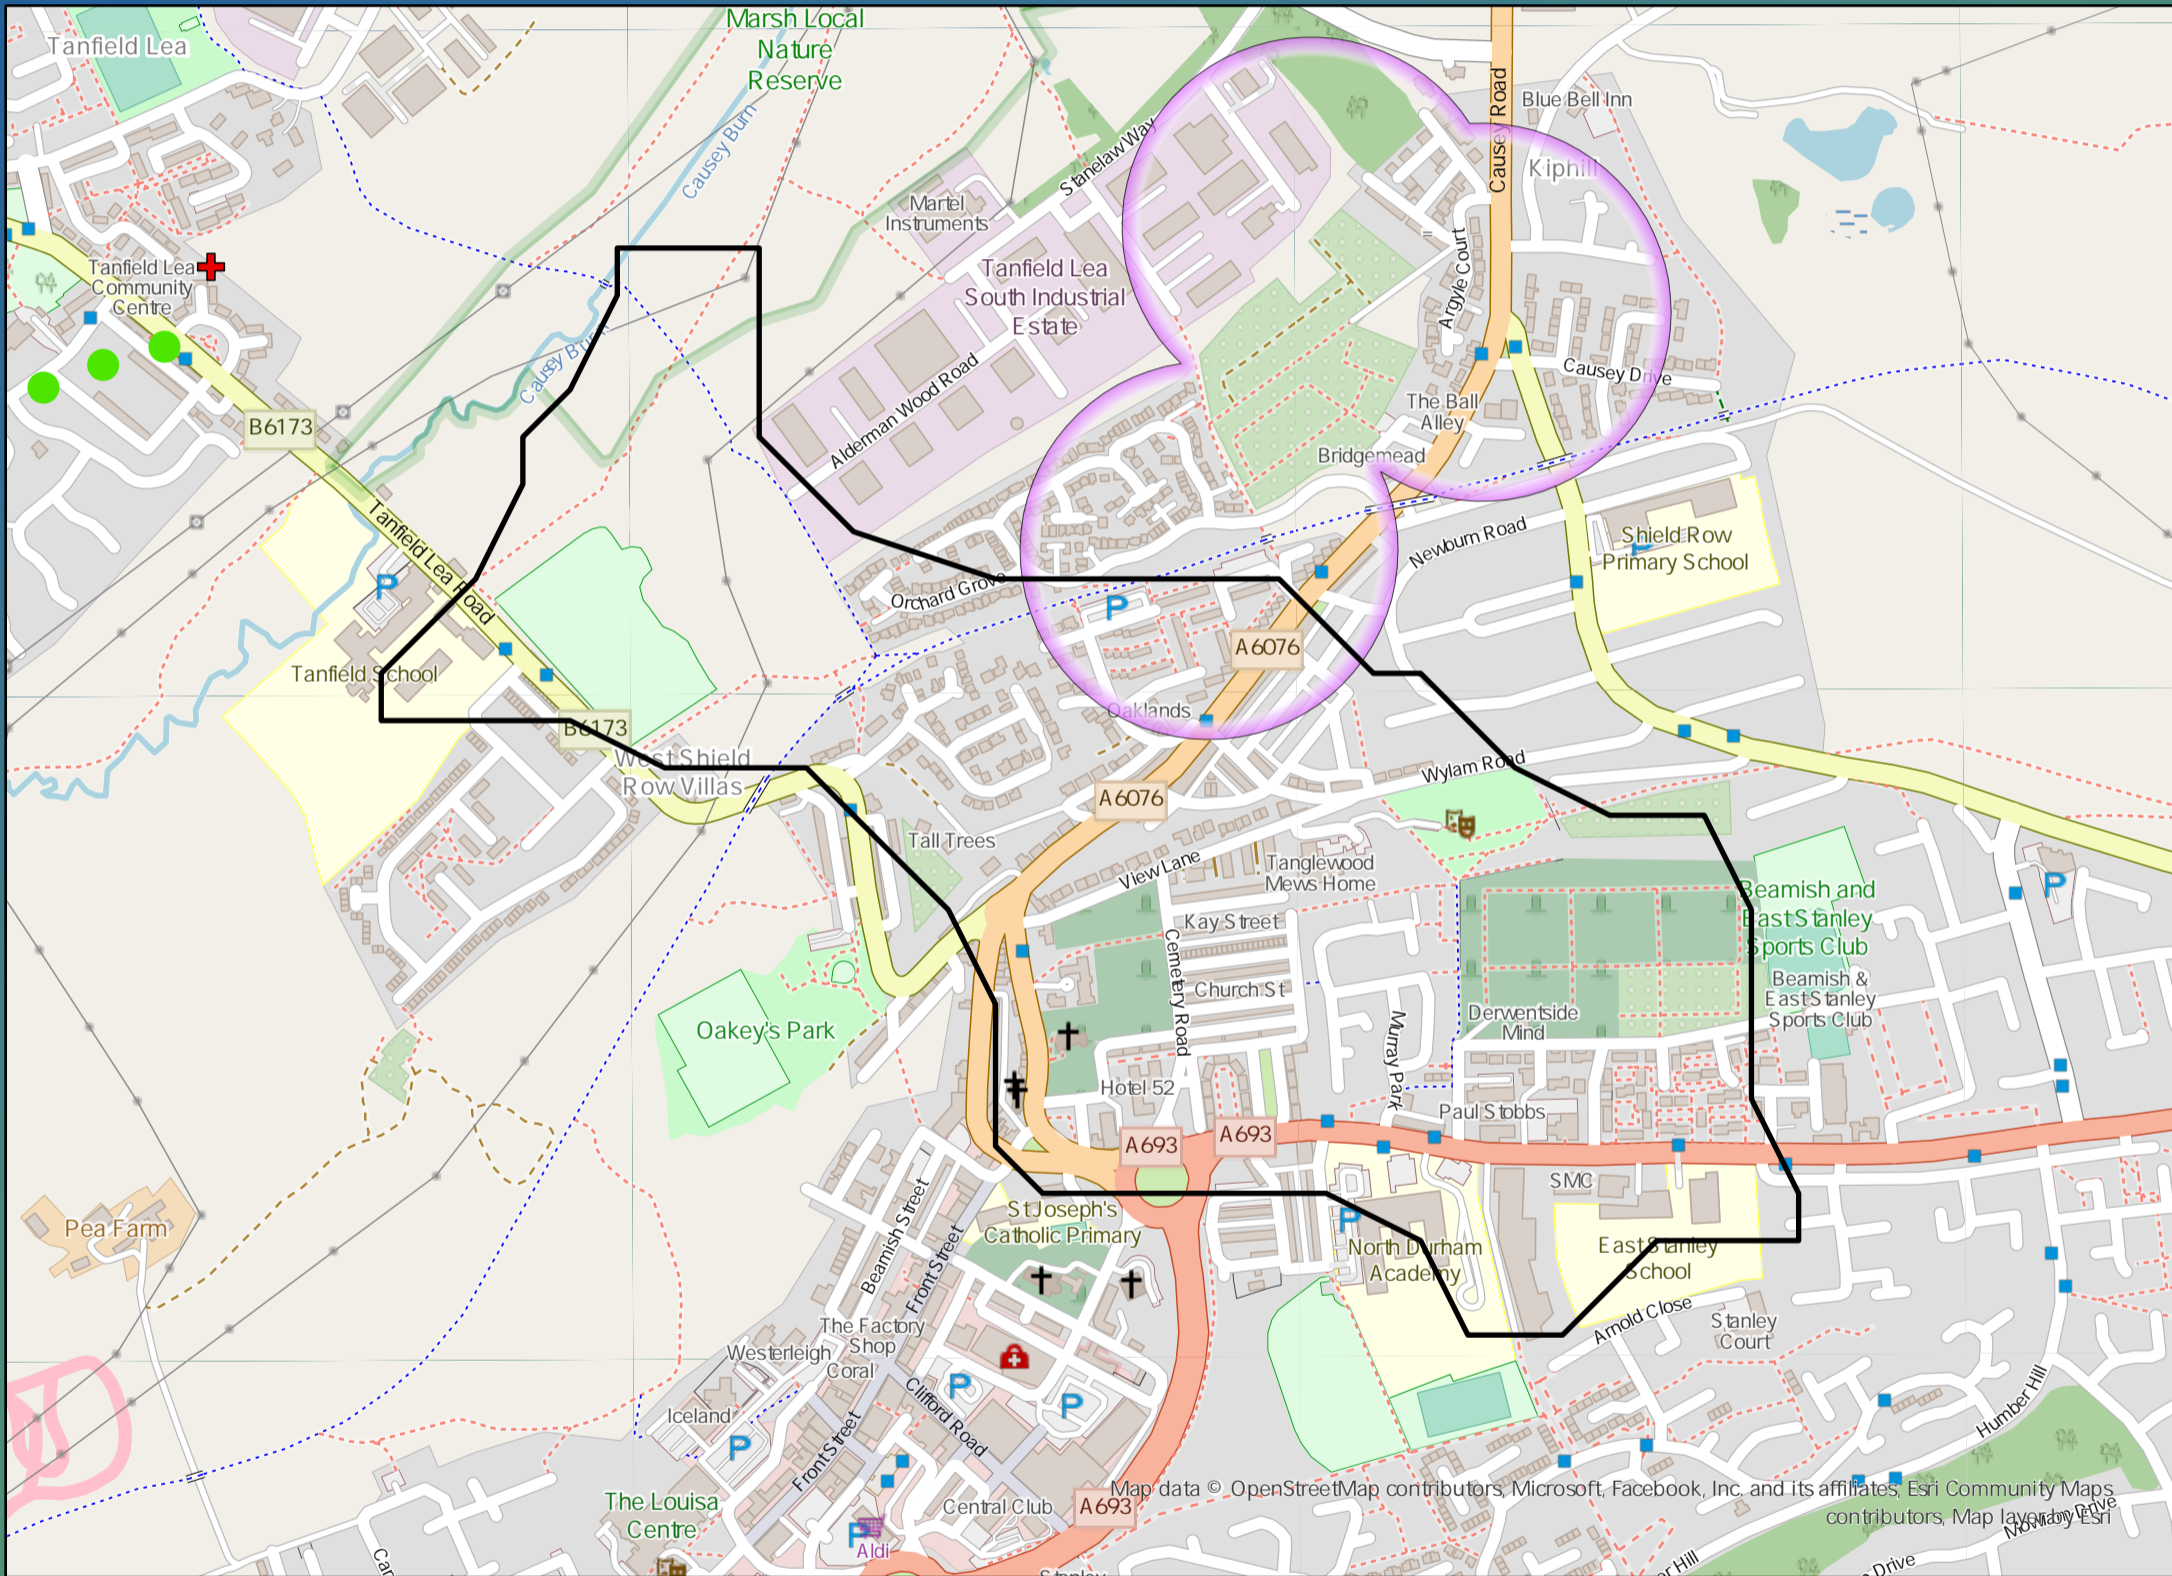 Marsh Local
Nature
Reserve
Tanfield Lea
Causey Burn
Stanelaw Way
Causey Road
Blue Bell Inn
Kiphill
Martel
Instruments
Tanfield Lea
Community
Centre
Tanfield Lea
South Industrial
Estate
Argyle Court
Causey Burn
Causey Drive
The Ball
Alley
Alderman Wood Road
B6173
Bridgemead
Tanfield Lea Road
Newburn Road
Shield Row
Primary School
P
P
P
Orchard Grove
A6076
Tanfield School
Oaklands
B6173
West Shield
Row Villas
Wylam Road
A6076
Tall Trees
View Lane
Tanglewood
Mews Home
P
Beamish and
East Stanley
Sports Club
Kay Street
Cemetery Road
Church St
Beamish &
East Stanley
Sports Club
Derwentside
Mind
Oakey's Park
Murray Park
Hotel 52
Paul Stobbs
A693
A693
SMC
St Joseph's
Catholic Primary
P
Pea Farm
Beamish Street
Front Street
North Durham
Academy
East Stanley
School
Arnold Close
Stanley
Court
The Factory
Shop
Westerleigh
Coral
Clifford Road
P
P
Iceland
P
Front Street
Humber Hill
Map data © OpenStreetMap contributors, Microsoft, Facebook, Inc. and its affiliates, Esri Community Maps
contributors, Map layer by Esri
The Louisa
Centre
Central Club
A693
P
Aldi
Drive